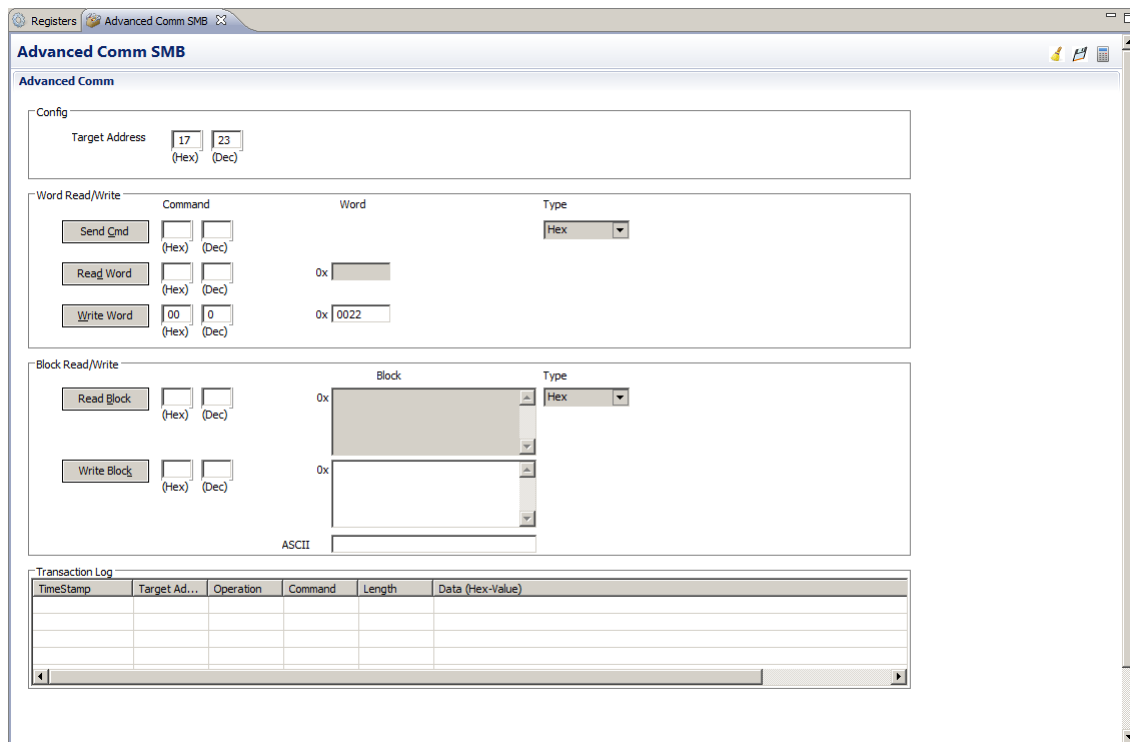 Registers Advanced Comm SMB
Advanced Comm SMB
Advanced Comm
Config
Target Address 17 23
(Hex) (Dec)
Word Read/Write
Command Word Type
Send Cmd Hex
(Hex) (Dec)
Read Word 0x
(Hex) (Dec)
Write Word 00 0 0x 0022
(Hex) (Dec)
Block Read/Write
Block Type
Read Block 0x Hex
(Hex) (Dec)
Write Block 0x
(Hex) (Dec)
ASCII
Transaction Log
TimeStamp Target Ad... Operation Command Length Data (Hex-Value)